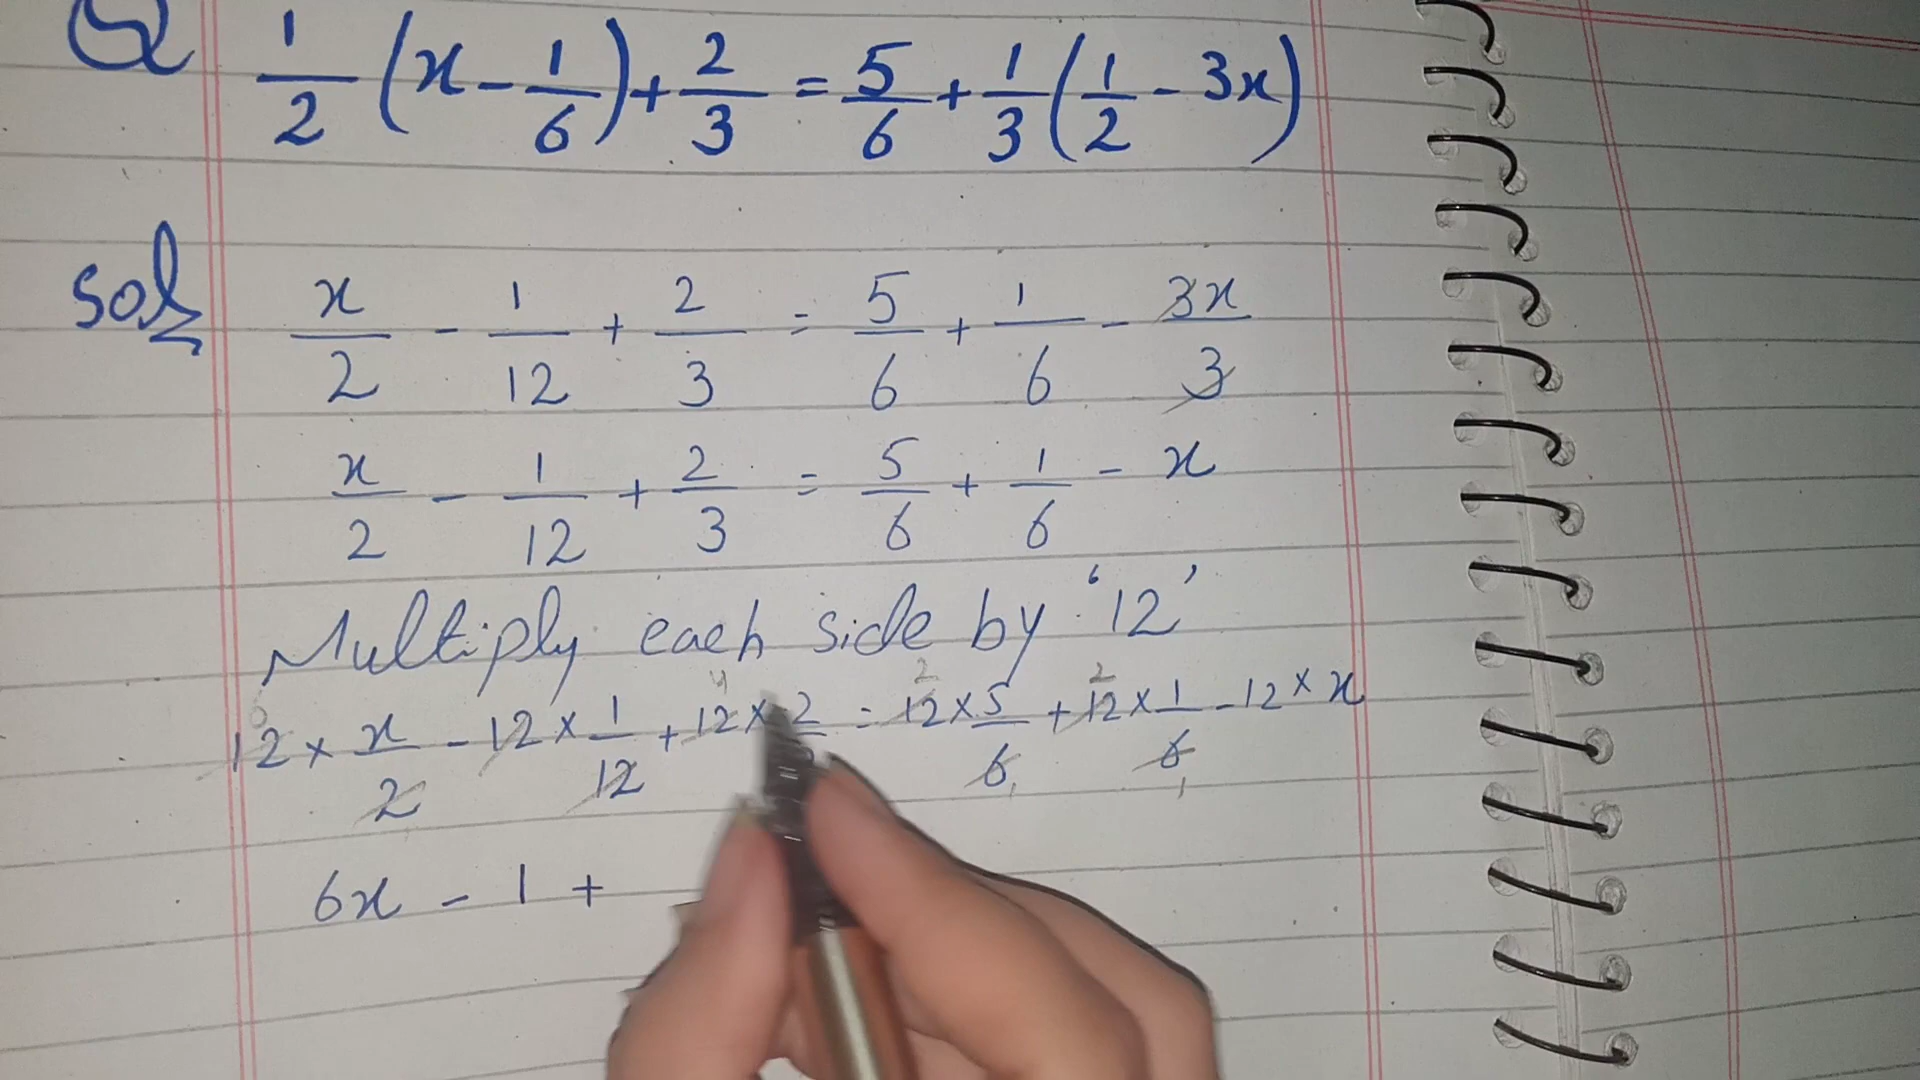 Q 1/2 (x - 1/6) + 2/3 = 5/6 + 1/3 (1/2 - 3x)
Sol x/2 - 1/12 + 2/3 = 5/6 + 1/6 - 3x/3
x/2 - 1/12 + 2/3 = 5/6 + 1/6 - x
Multiply each side by '12'
12 × x/2 - 12 × 1/12 + 12 × 2 = 12 × 5/6 + 12 × 1/6 - 12 × x
6x - 1 +